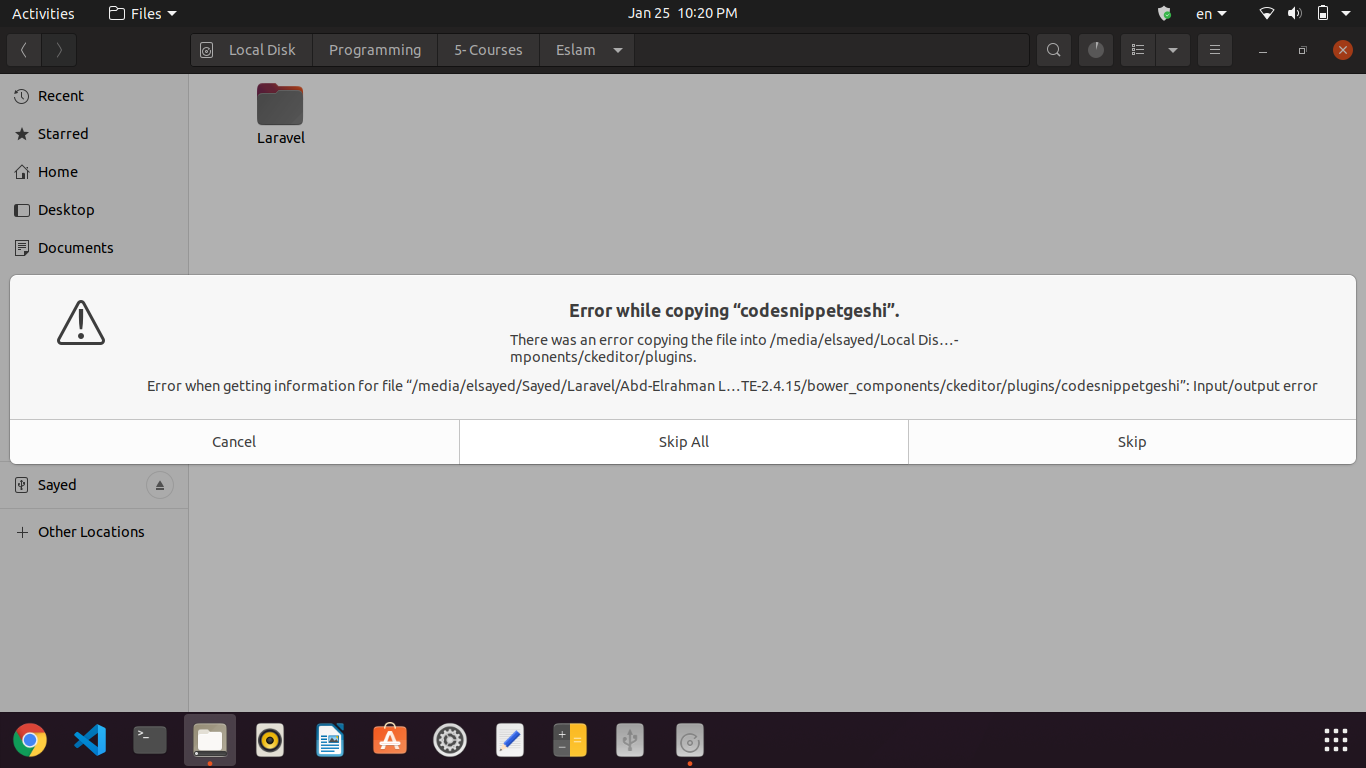 Activities
Files
Jan 25 10:20 PM
en
Local Disk
Programming
5- Courses
Eslam
Recent
Starred
Home
Desktop
Documents
Laravel
Error while copying “codesnippetgeshi”.
There was an error copying the file into /media/elsayed/Local Dis…-
mponents/ckeditor/plugins.
Error when getting information for file “/media/elsayed/Sayed/Laravel/Abd-Elrahman L…TE-2.4.15/bower_components/ckeditor/plugins/codesnippetgeshi”: Input/output error
Cancel
Skip All
Skip
Sayed
Other Locations